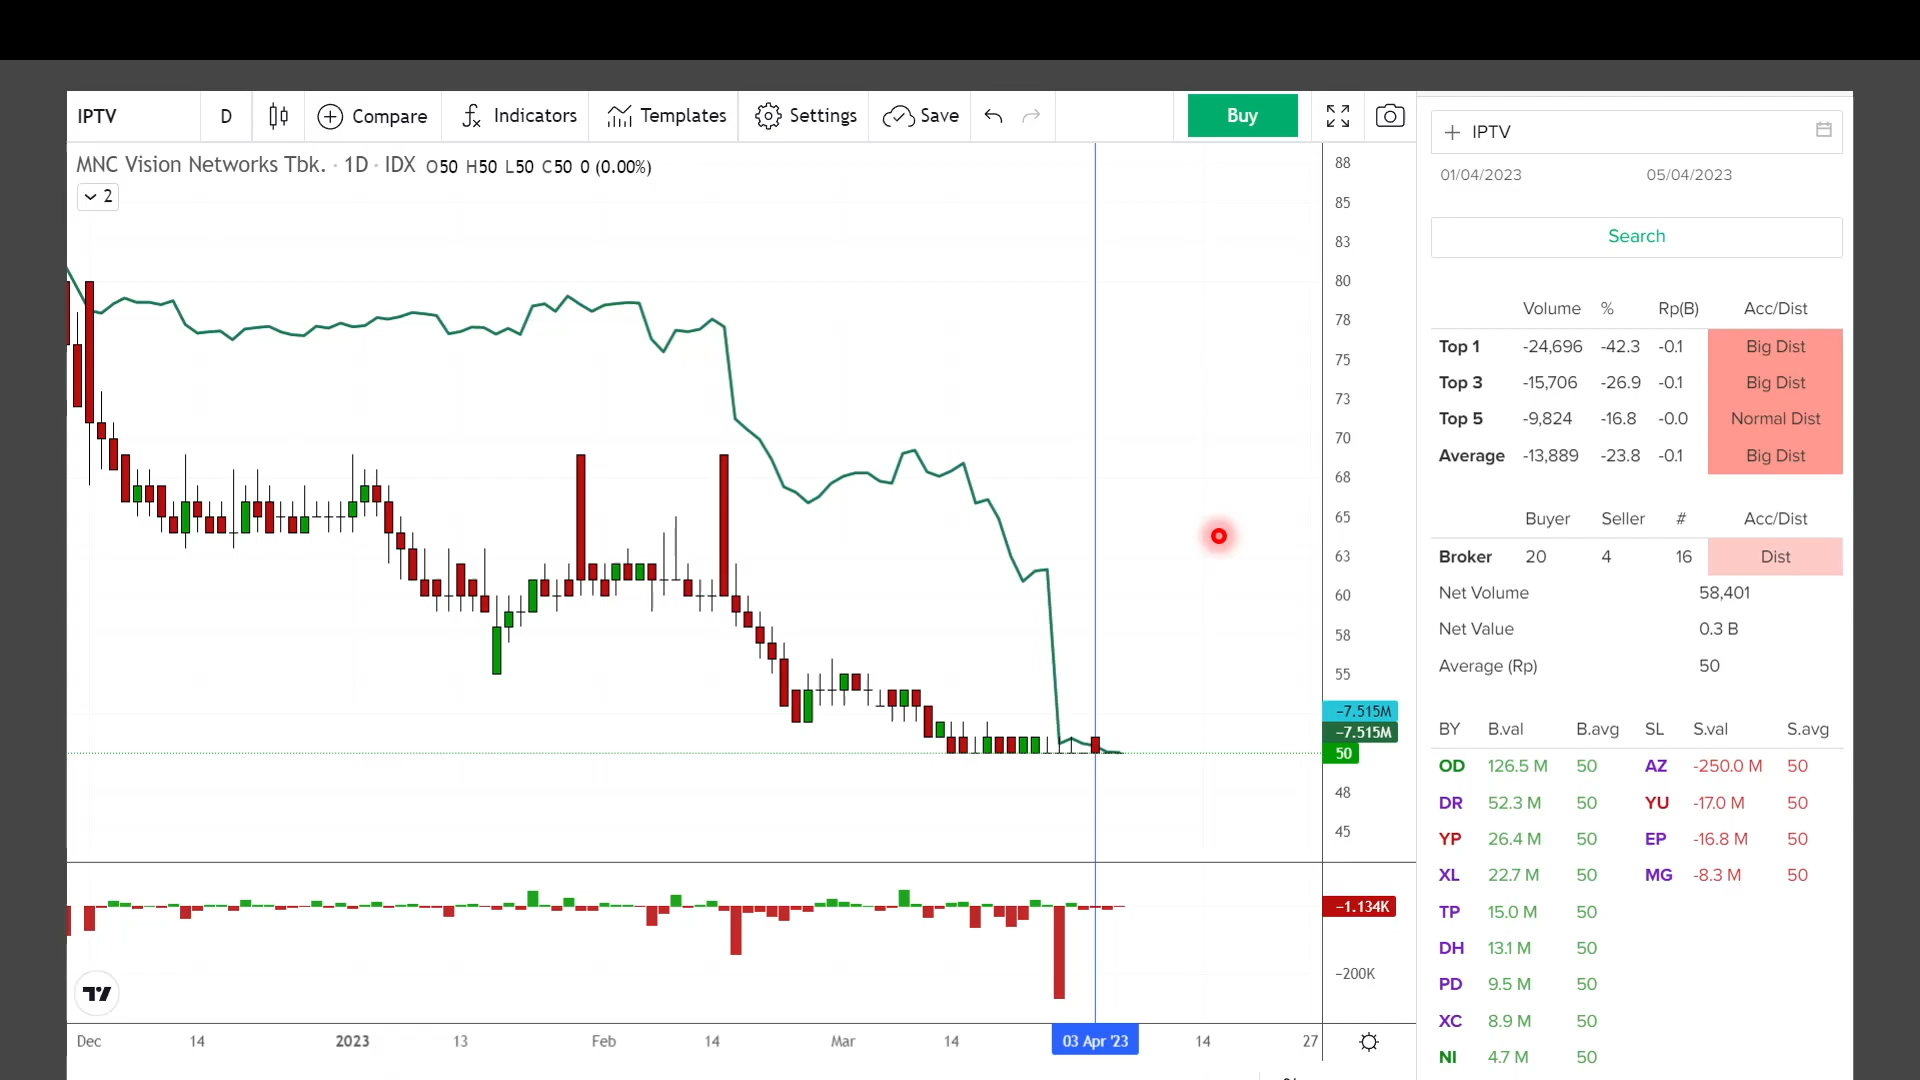 IPTV D Compare Indicators Templates Settings Save Buy
MNC Vision Networks Tbk. · 1D · IDX O50 H50 L50 C50 0 (0.00%)
2
88
85
83
80
78
75
73
70
68
65
63
60
58
55
−7.515M
−7.515M
50
48
45
−1.134K
−200K
Dec 14 2023 13 Feb 14 Mar 14 03 Apr '23 14 27
IPTV
01/04/2023 05/04/2023
Search
Volume % Rp(B) Acc/Dist
Top 1 -24,696 -42.3 -0.1 Big Dist
Top 3 -15,706 -26.9 -0.1 Big Dist
Top 5 -9,824 -16.8 -0.0 Normal Dist
Average -13,889 -23.8 -0.1 Big Dist
Buyer Seller # Acc/Dist
Broker 20 4 16 Dist
Net Volume 58,401
Net Value 0.3 B
Average (Rp) 50
BY B.val B.avg SL S.val S.avg
OD 126.5 M 50 AZ -250.0 M 50
DR 52.3 M 50 YU -17.0 M 50
YP 26.4 M 50 EP -16.8 M 50
XL 22.7 M 50 MG -8.3 M 50
TP 15.0 M 50
DH 13.1 M 50
PD 9.5 M 50
XC 8.9 M 50
NI 4.7 M 50